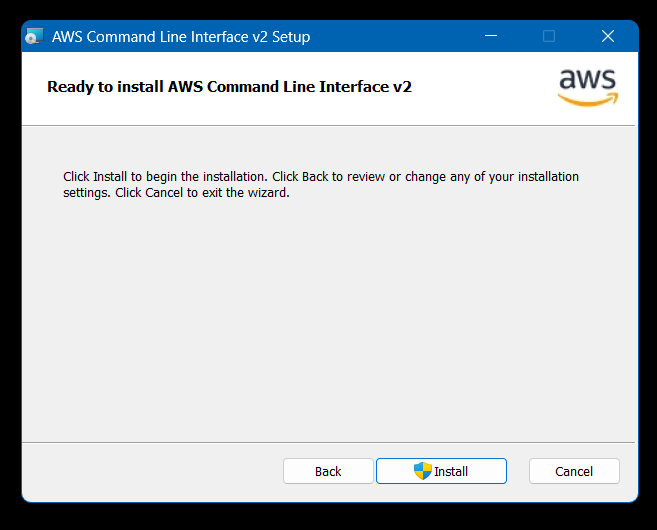 AWS Command Line Interface v2 Setup
Ready to install AWS Command Line Interface v2
aws
Click Install to begin the installation. Click Back to review or change any of your installation
settings. Click Cancel to exit the wizard.
Back
Install
Cancel